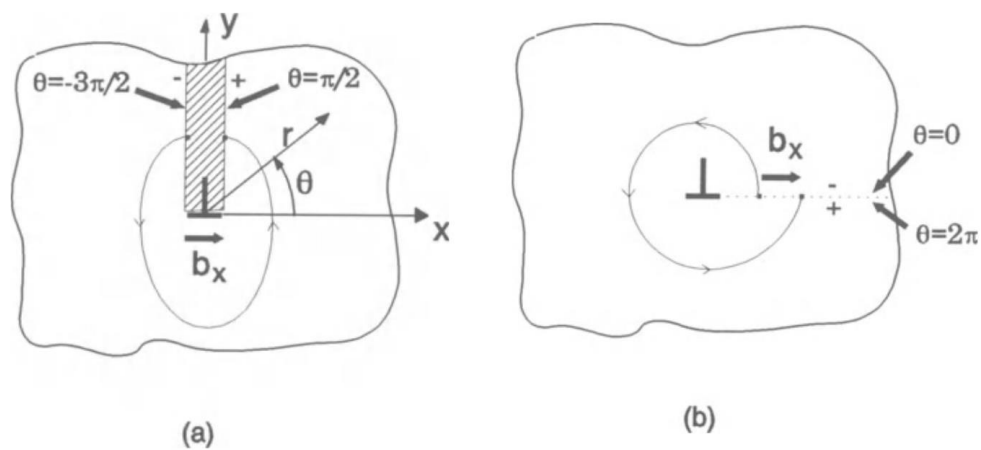 y
θ=-3π/2
-
+
θ=π/2
r
θ
x
b_x
(a)
b_x
-
+
θ=0
θ=2π
(b)